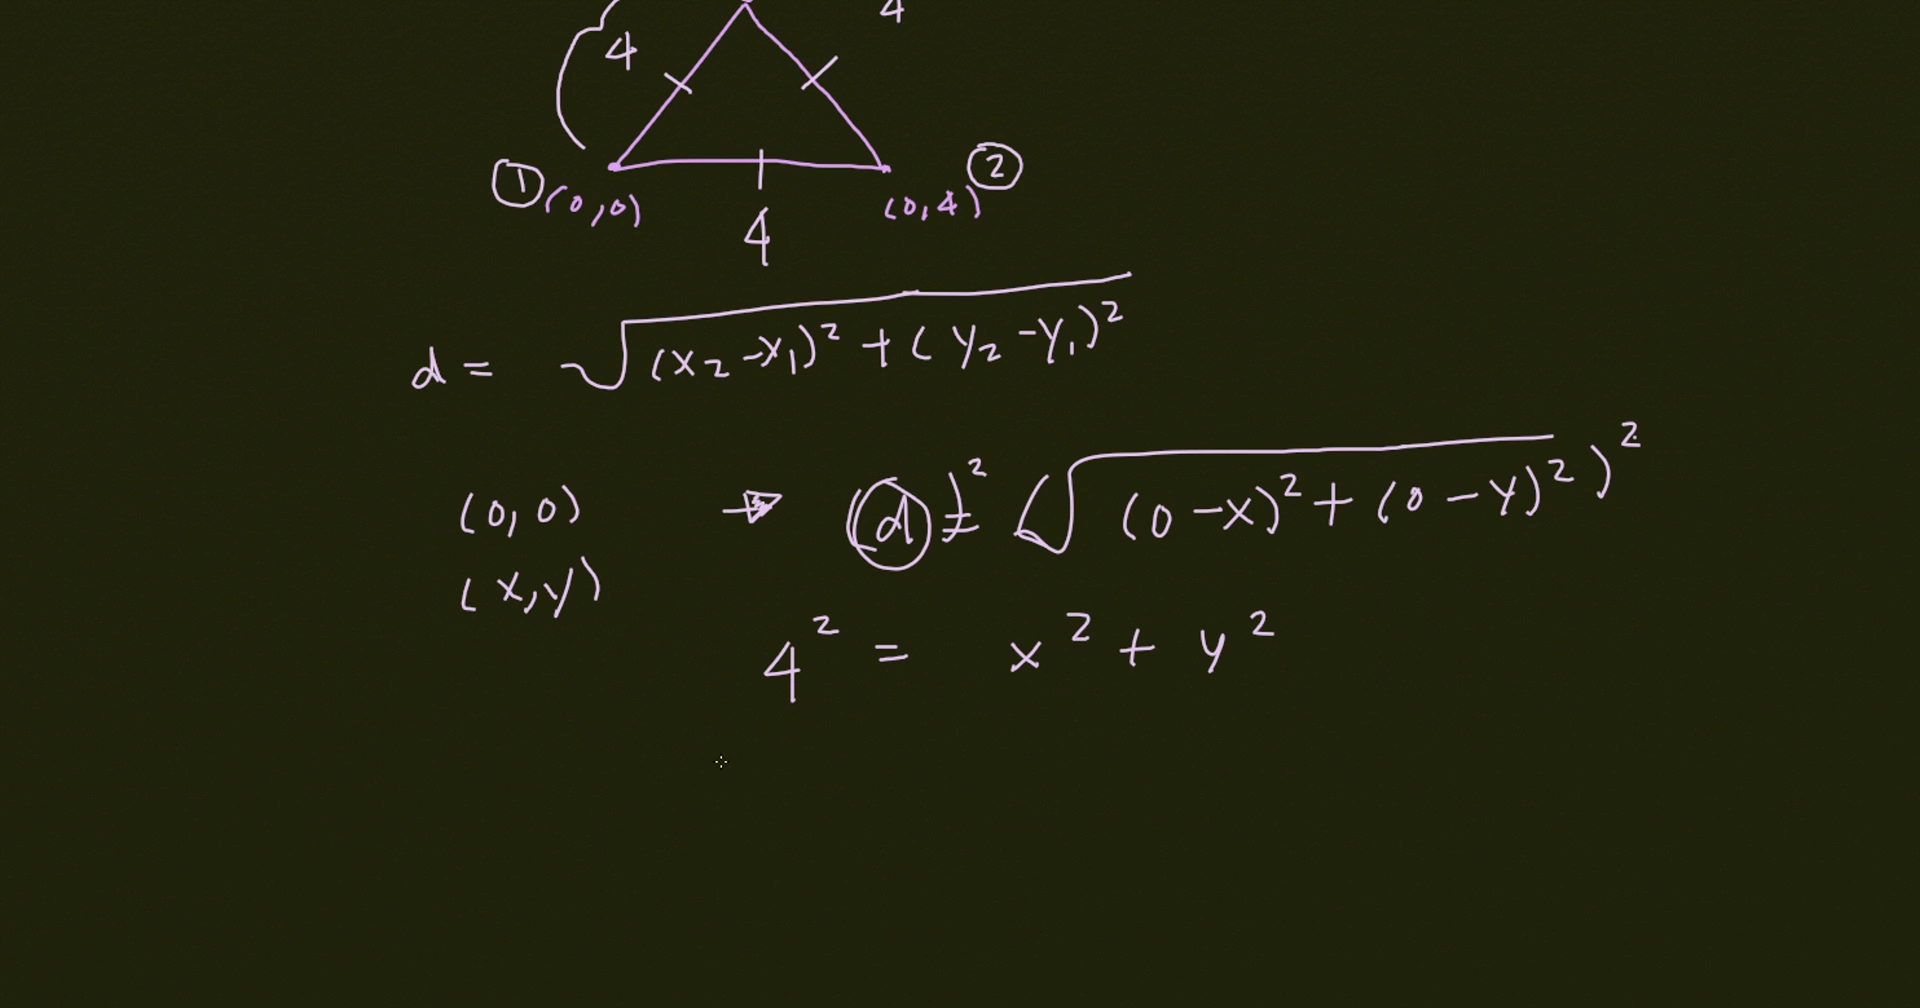 4
4
① (0,0) (0,4) ②
4
d = √(x₂-x₁)² + (y₂-y₁)²
(0,0) → (d)² = (√(0-x)² + (0-y)²)²
(x,y)
4² = x² + y²